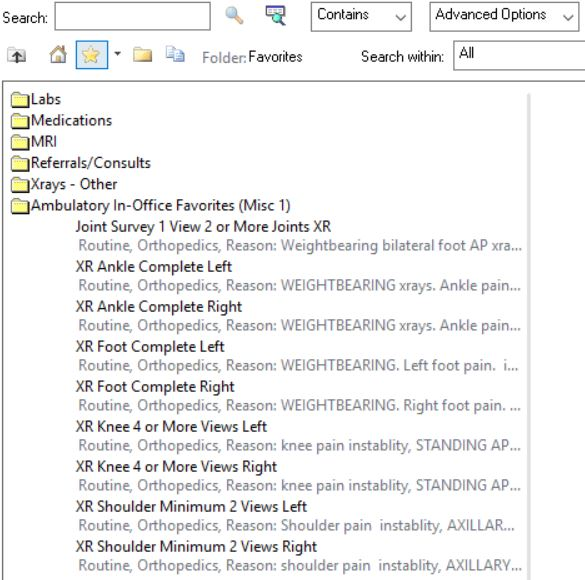 Search:
Contains
Advanced Options
Folder: Favorites
Search within: All
Labs
Medications
MRI
Referrals/Consults
Xrays - Other
Ambulatory In-Office Favorites (Misc 1)
Joint Survey 1 View 2 or More Joints XR
Routine, Orthopedics, Reason: Weightbearing bilateral foot AP xra...
XR Ankle Complete Left
Routine, Orthopedics, Reason: WEIGHTBEARING xrays. Ankle pain...
XR Ankle Complete Right
Routine, Orthopedics, Reason: WEIGHTBEARING xrays. Ankle pain...
XR Foot Complete Left
Routine, Orthopedics, Reason: WEIGHTBEARING. Left foot pain.  i...
XR Foot Complete Right
Routine, Orthopedics, Reason: WEIGHTBEARING. Right foot pain. ...
XR Knee 4 or More Views Left
Routine, Orthopedics, Reason: knee pain instablity, STANDING AP...
XR Knee 4 or More Views Right
Routine, Orthopedics, Reason: knee pain instablity, STANDING AP...
XR Shoulder Minimum 2 Views Left
Routine, Orthopedics, Reason: Shoulder pain  instablity, AXILLAR...
XR Shoulder Minimum 2 Views Right
Routine, Orthopedics, Reason: shoulder pain  instablity, AXILLARY...